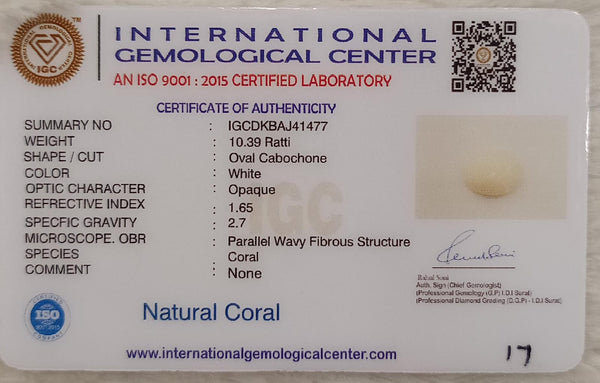 INTERNATIONAL
GEMOLOGICAL CENTER
AN ISO 9001 : 2015 CERTIFIED LABORATORY
IGC
CERTIFICATE OF AUTHENTICITY
SUMMARY NO : IGCDKBAJ41477
WEIGHT : 10.39 Ratti
SHAPE / CUT : Oval Cabochone
COLOR : White
OPTIC CHARACTER : Opaque
REFRECTIVE INDEX : 1.65
SPECFIC GRAVITY : 2.7
MICROSCOPE. OBR : Parallel Wavy Fibrous Structure
SPECIES : Coral
COMMENT : None
IGC
Rahul Soni
Auth. Sign (Chief Gemologist)
(Professional Gemology (G.P) I.D.I Surat)
(Professional Diamond Grading (D.G.P) - I.D.I Surat)
ISO
Natural Coral
www.internationalgemologicalcenter.com
17